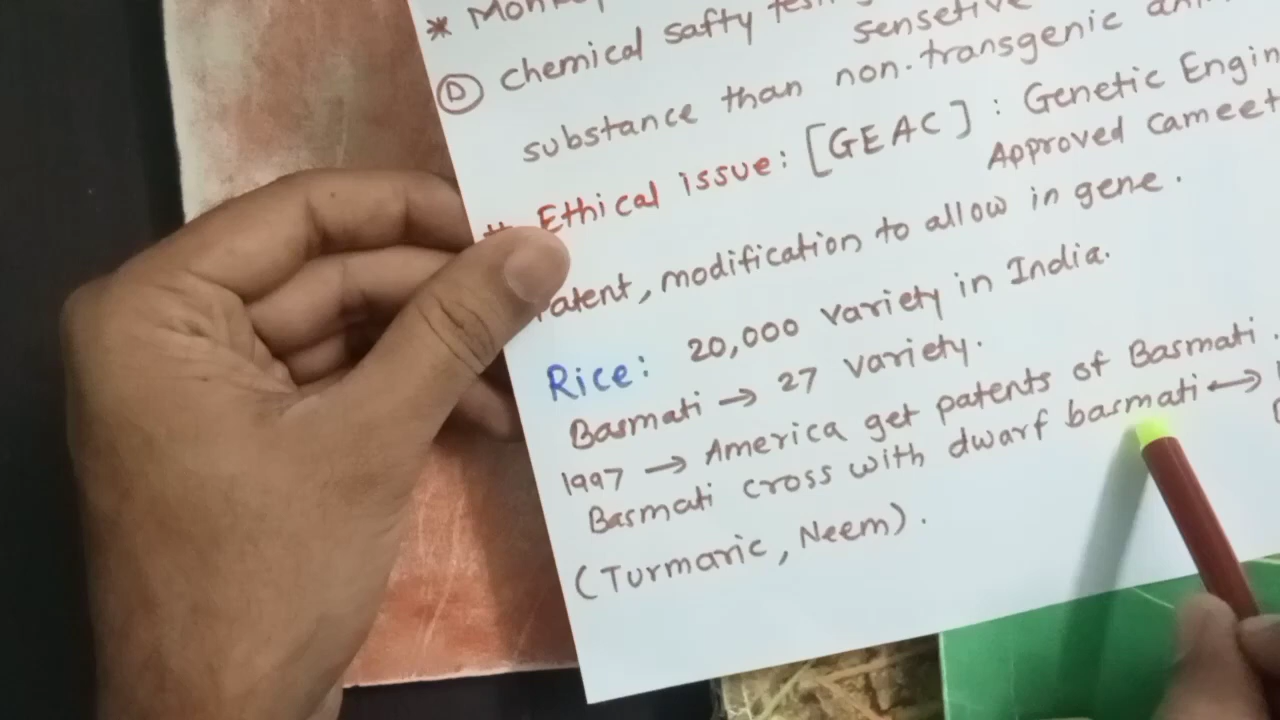 * Mon
(D) Chemical safty
sensetive
substance than non-transgenic
Ethical issue: [GEAC] : Genetic Engin
Approved cameet
atent, modification to allow in gene.
Rice: 20,000 variety in India.
Basmati → 27 variety.
1997 → America get patents of Basmati.
Basmati cross with dwarf basmati ↔
(Turmaric, Neem).